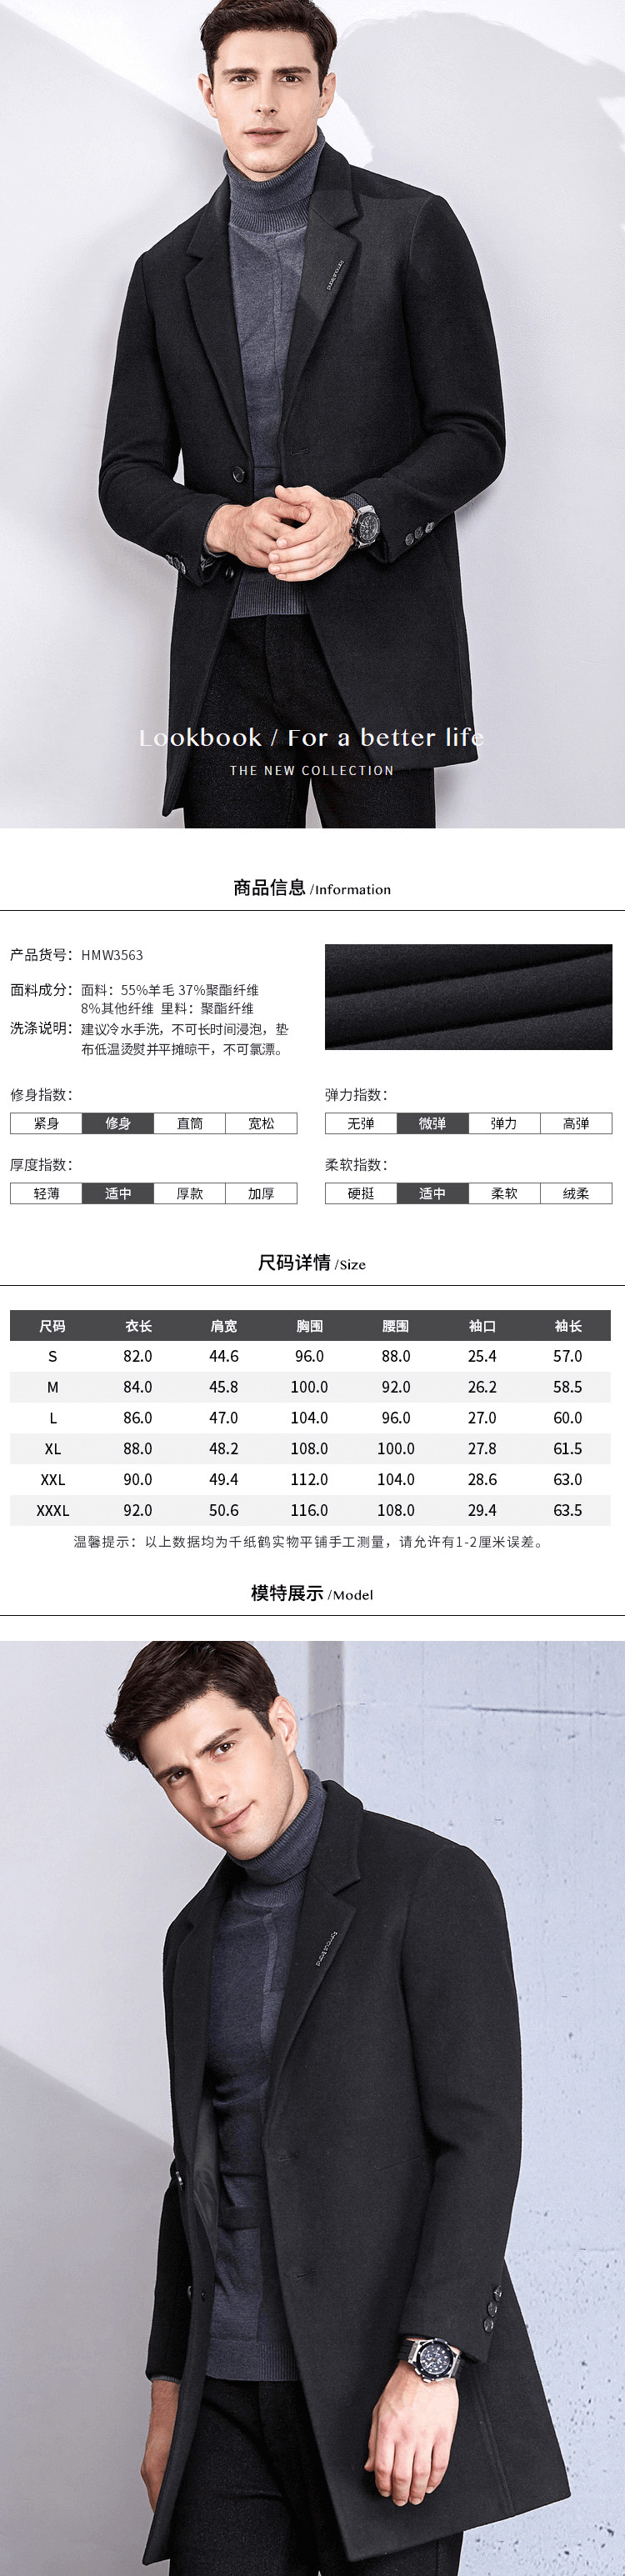 Lookbook / For a better life
THE NEW COLLECTION
商品信息 /Information
产品货号：HMW3563
面料成分：面料：55%羊毛 37%聚酯纤维
8%其他纤维 里料：聚酯纤维
洗涤说明：建议冷水手洗，不可长时间浸泡，垫
布低温烫熨并平摊晾干，不可氯漂。
修身指数：
紧身 修身 直筒 宽松
弹力指数：
无弹 微弹 弹力 高弹
厚度指数：
轻薄 适中 厚款 加厚
柔软指数：
硬挺 适中 柔软 绒柔
尺码详情 /Size
尺码 衣长 肩宽 胸围 腰围 袖口 袖长
S 82.0 44.6 96.0 88.0 25.4 57.0
M 84.0 45.8 100.0 92.0 26.2 58.5
L 86.0 47.0 104.0 96.0 27.0 60.0
XL 88.0 48.2 108.0 100.0 27.8 61.5
XXL 90.0 49.4 112.0 104.0 28.6 63.0
XXXL 92.0 50.6 116.0 108.0 29.4 63.5
温馨提示：以上数据均为千纸鹤实物平铺手工测量，请允许有1-2厘米误差。
模特展示 /Model